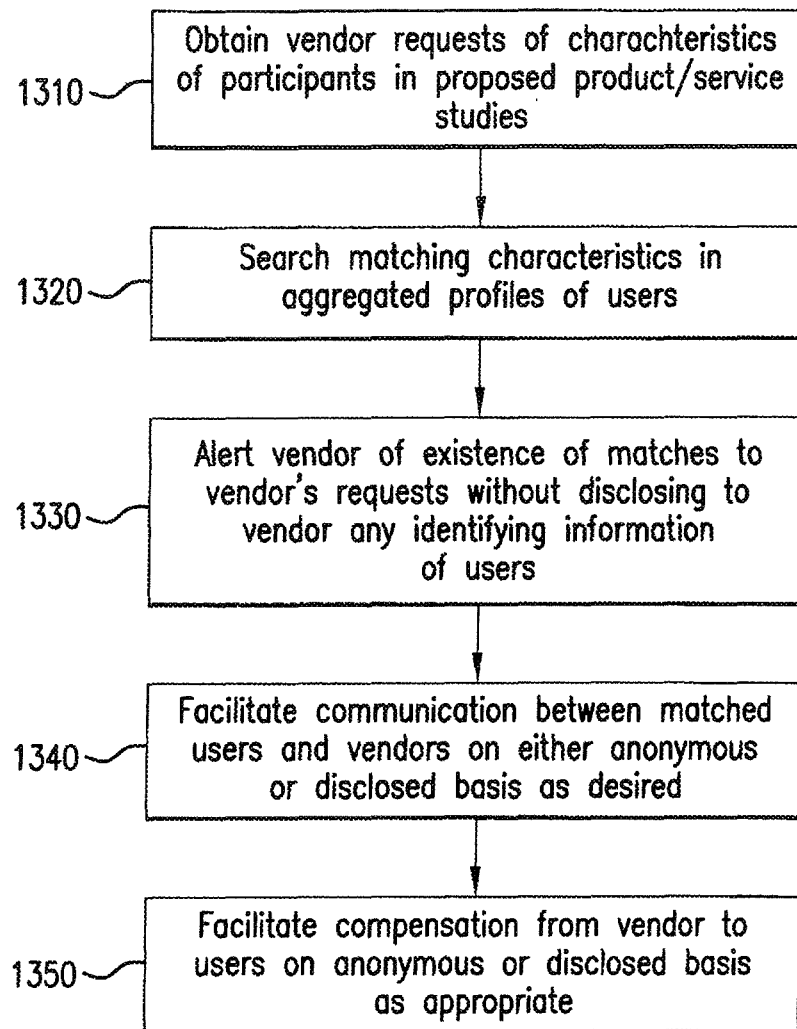 Obtain vendor requests of charachteristics
of participants in proposed product/service
studies
1310
Search matching characteristics in
aggregated profiles of users
1320
Alert vendor of existence of matches to
vendor's requests without disclosing to
vendor any identifying information
of users
1330
Facilitate communication between matched
users and vendors on either anonymous
or disclosed basis as desired
1340
Facilitate compensation from vendor to
users on anonymous or disclosed basis
as appropriate
1350